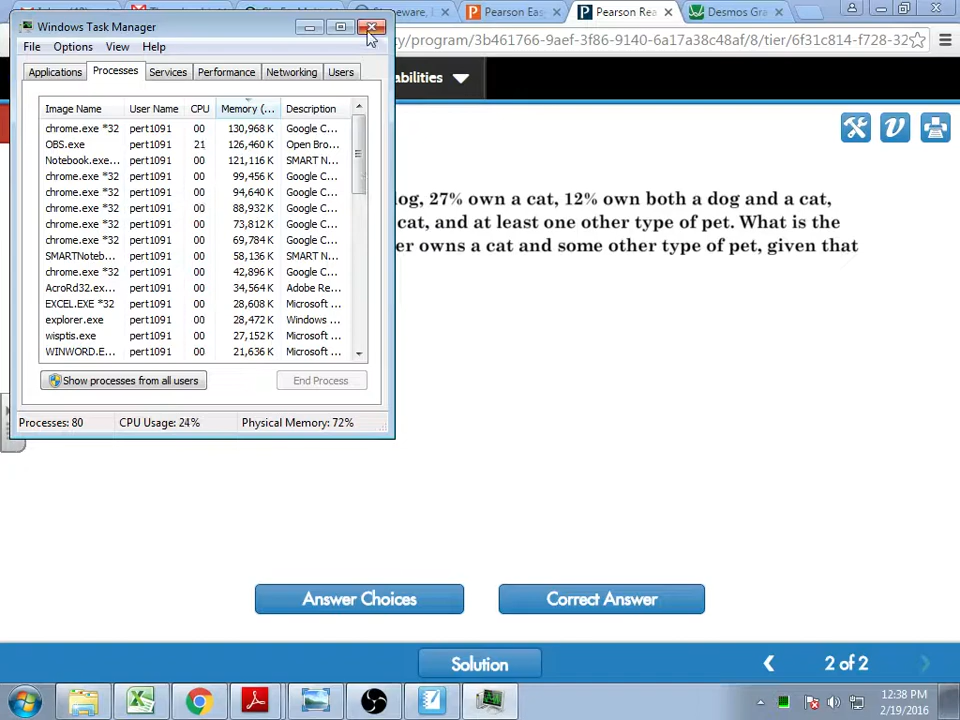 Windows Task Manager
Pearson Eas
Pearson Rea
Desmos Gra
File Options View Help
ty/program/3b461766-9aef-3f86-9140-6a17a38c48af/8/tier/6f31c814-f728-32
Applications Processes Services Performance Networking Users
abilities
Image Name User Name CPU Memory (... Description
chrome.exe *32 pert1091 00 130,968 K Google C...
OBS.exe pert1091 21 126,460 K Open Bro...
Notebook.exe... pert1091 00 121,116 K SMART N...
chrome.exe *32 pert1091 00 99,456 K Google C...
chrome.exe *32 pert1091 00 94,640 K Google C...
chrome.exe *32 pert1091 00 88,932 K Google C...
chrome.exe *32 pert1091 00 73,812 K Google C...
chrome.exe *32 pert1091 00 69,784 K Google C...
SMARTNoteb... pert1091 00 58,136 K SMART N...
chrome.exe *32 pert1091 00 42,896 K Google C...
AcroRd32.ex... pert1091 00 34,564 K Adobe Re...
EXCEL.EXE *32 pert1091 00 28,608 K Microsoft ...
explorer.exe pert1091 00 28,472 K Windows ...
wisptis.exe pert1091 00 27,152 K Microsoft ...
WINWORD.E... pert1091 00 21,636 K Microsoft ...
Show processes from all users End Process
Processes: 80 CPU Usage: 24% Physical Memory: 72%
dog, 27% own a cat, 12% own both a dog and a cat,
cat, and at least one other type of pet. What is the
er owns a cat and some other type of pet, given that
Answer Choices Correct Answer
Solution 2 of 2
12:38 PM
2/19/2016